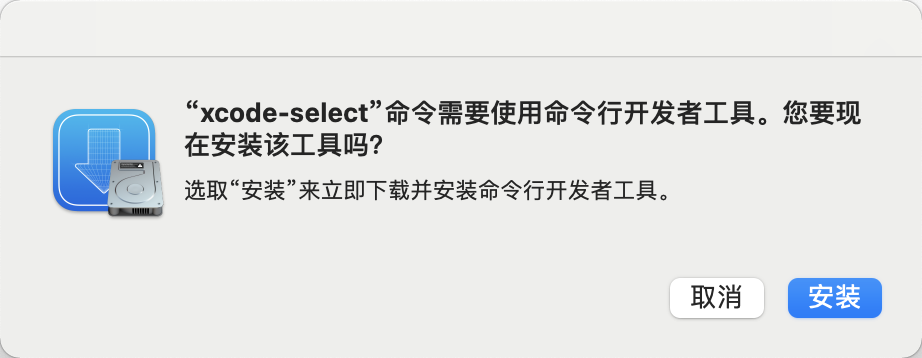 “xcode-select”命令需要使用命令行开发者工具。您要现
在安装该工具吗?
选取“安装”来立即下载并安装命令行开发者工具。
取消
安装